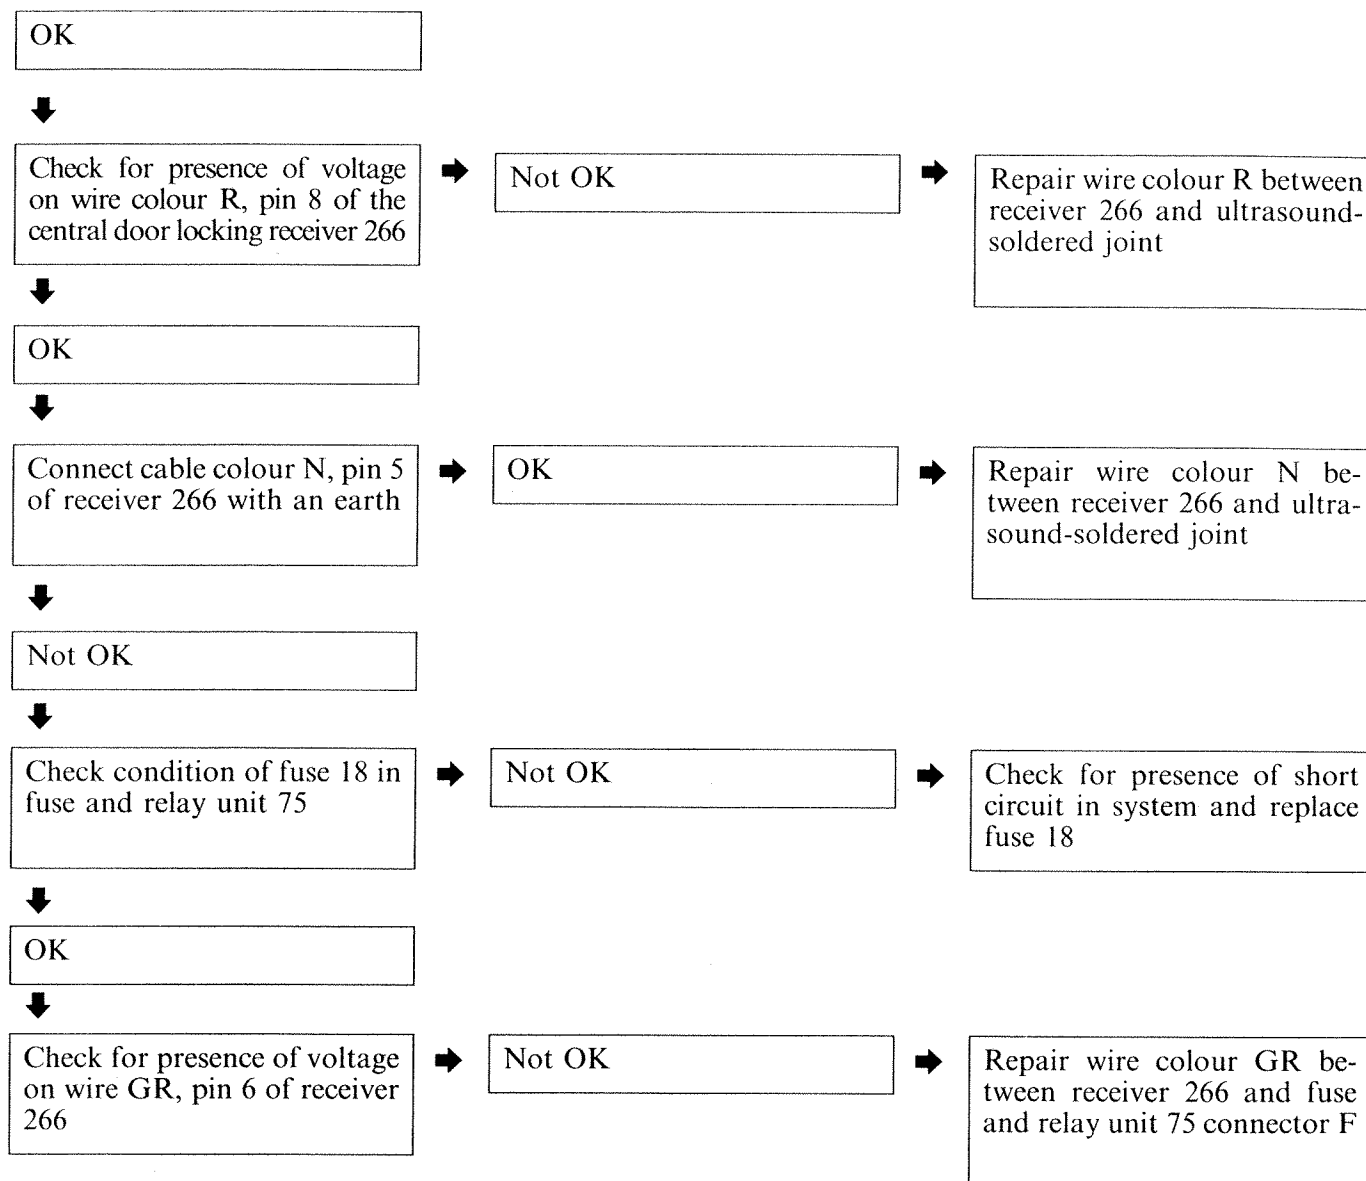 OK
Check for presence of voltage
on wire colour R, pin 8 of the
central door locking receiver 266
Not OK
Repair wire colour R between
receiver 266 and ultrasound-
soldered joint
OK
Connect cable colour N, pin 5
of receiver 266 with an earth
OK
Repair wire colour N be-
tween receiver 266 and ultra-
sound-soldered joint
Not OK
Check condition of fuse 18 in
fuse and relay unit 75
Not OK
Check for presence of short
circuit in system and replace
fuse 18
OK
Check for presence of voltage
on wire GR, pin 6 of receiver
266
Not OK
Repair wire colour GR be-
tween receiver 266 and fuse
and relay unit 75 connector F